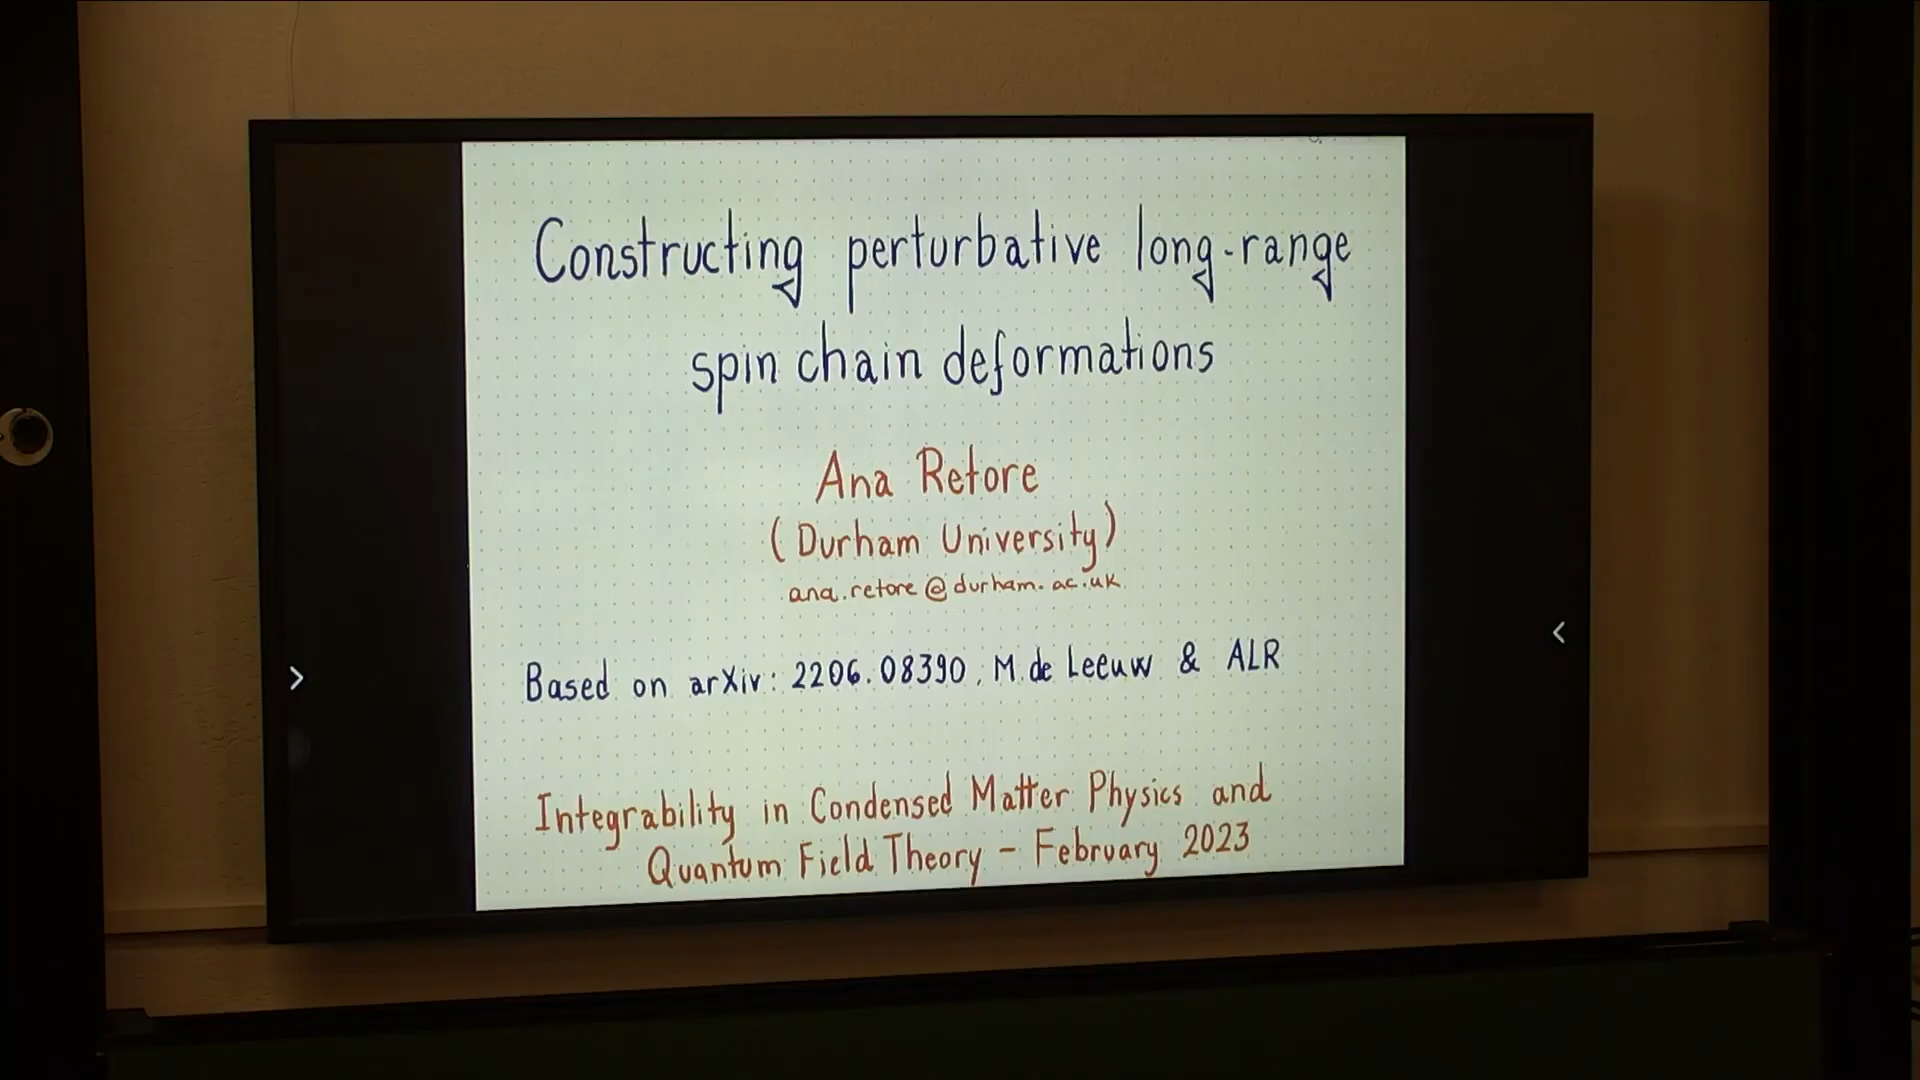 Constructing perturbative long-range
spin chain deformations
Ana Retore
(Durham University)
ana.retore@durham.ac.uk
Based on arXiv: 2206.08390, M. de Leeuw & ALR
Integrability in Condensed Matter Physics and
Quantum Field Theory - February 2023